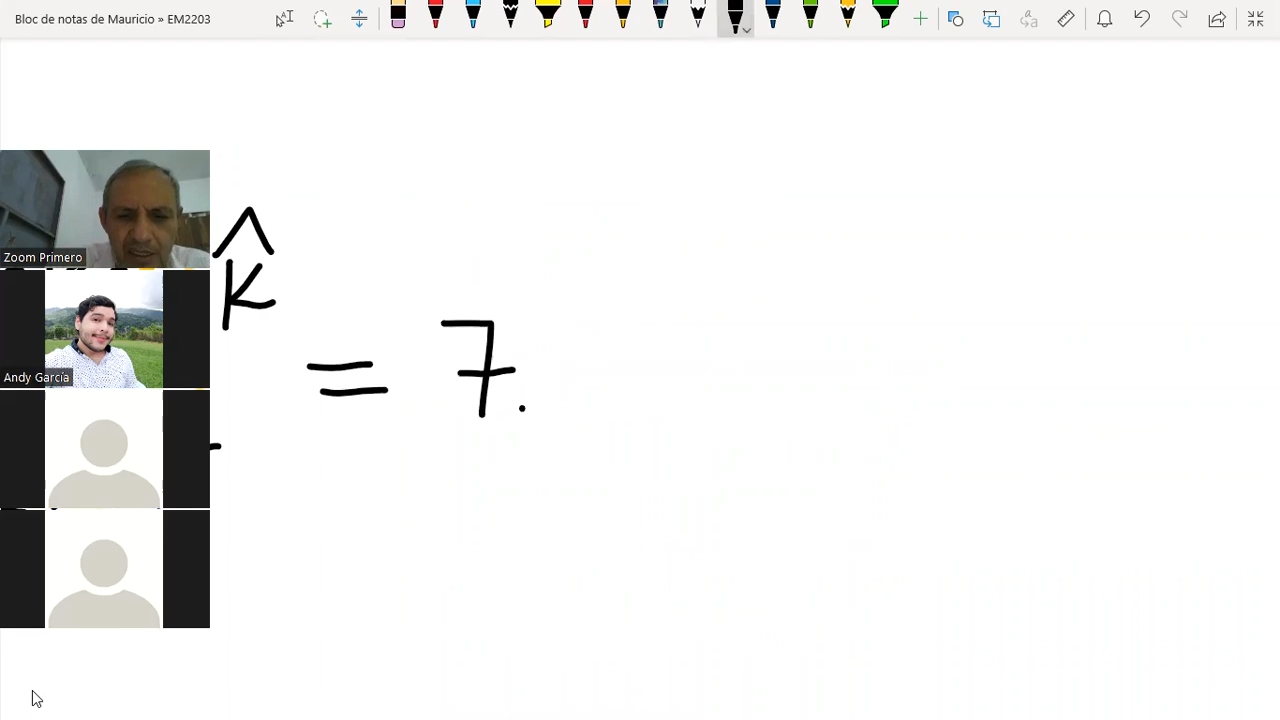 Bloc de notas de Mauricio » EM2203
Zoom Primero
k̂
= 7.
Andy García